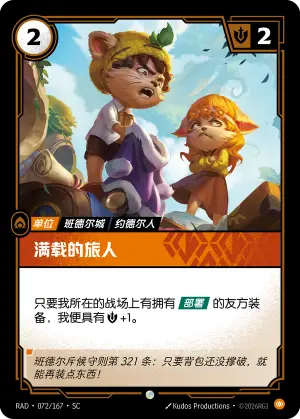 2
2
单位 班德尔城 约德尔人
满载的旅人
只要我所在的战场上有拥有 部署 的友方装
备，我便具有 +1。
班德尔斥候守则第 321 条：只要背包还没撑破，就
能再装点东西！
RAD · 072/167 · SC
Kudos Productions · ©2026RGI